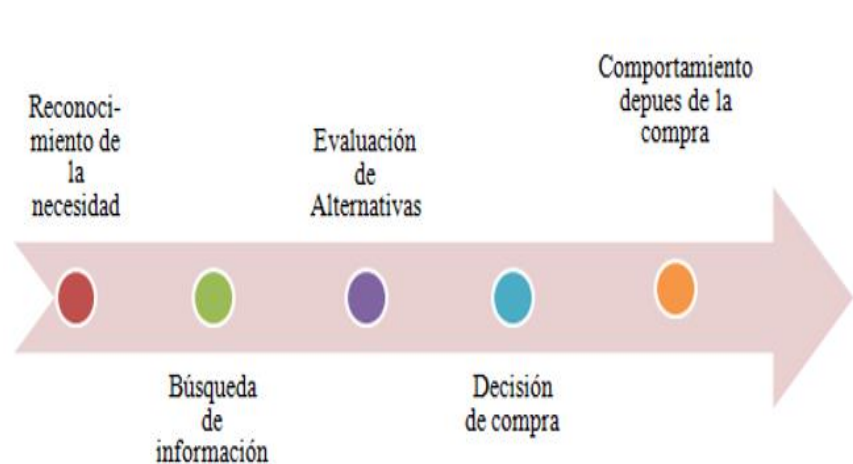 Reconoci-
miento de
la
necesidad
Búsqueda
de
información
Evaluación
de
Alternativas
Decisión
de compra
Comportamiento
depues de la
compra